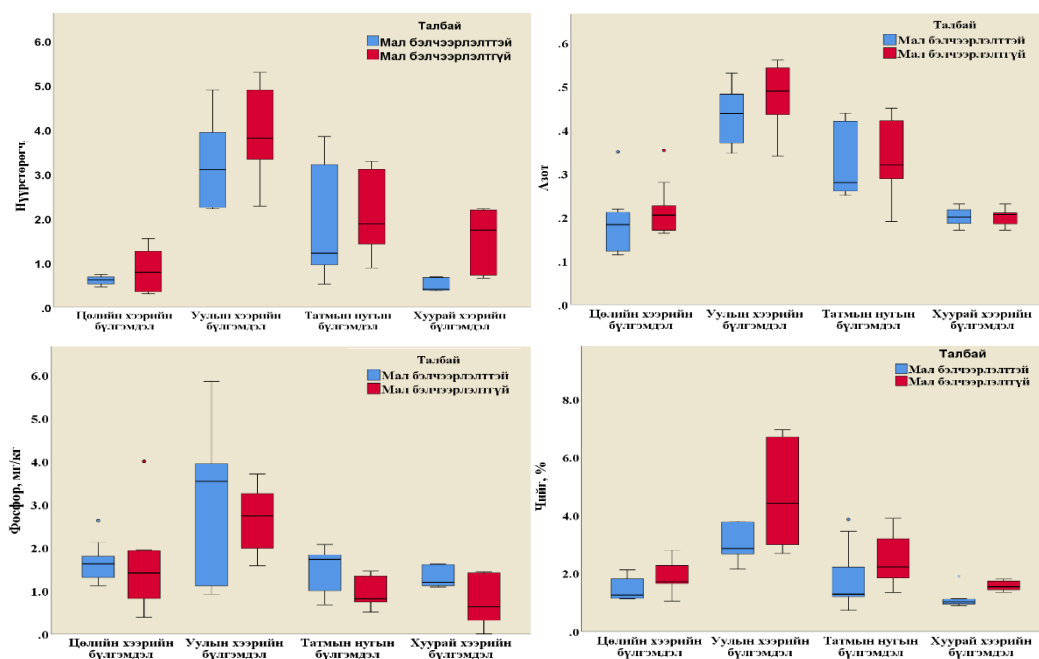 Талбай
Мал бэлчээрлэлттэй
Мал бэлчээрлэлтгүй
Нүүрстөрөгч
6.0
5.0
4.0
3.0
2.0
1.0
.0
Цөлийн хээрийн бүлгэмдэл
Уулын хээрийн бүлгэмдэл
Татмын нугын бүлгэмдэл
Хуурай хээрийн бүлгэмдэл
Талбай
Мал бэлчээрлэлттэй
Мал бэлчээрлэлтгүй
Азот
.6
.5
.4
.3
.2
.1
.0
Цөлийн хээрийн бүлгэмдэл
Уулын хээрийн бүлгэмдэл
Татмын нугын бүлгэмдэл
Хуурай хээрийн бүлгэмдэл
Талбай
Мал бэлчээрлэлттэй
Мал бэлчээрлэлтгүй
Фосфор, мг/кг
6.0
5.0
4.0
3.0
2.0
1.0
.0
Цөлийн хээрийн бүлгэмдэл
Уулын хээрийн бүлгэмдэл
Татмын нугын бүлгэмдэл
Хуурай хээрийн бүлгэмдэл
Талбай
Мал бэлчээрлэлттэй
Мал бэлчээрлэлтгүй
Чийг, %
8.0
6.0
4.0
2.0
.0
Цөлийн хээрийн бүлгэмдэл
Уулын хээрийн бүлгэмдэл
Татмын нугын бүлгэмдэл
Хуурай хээрийн бүлгэмдэл